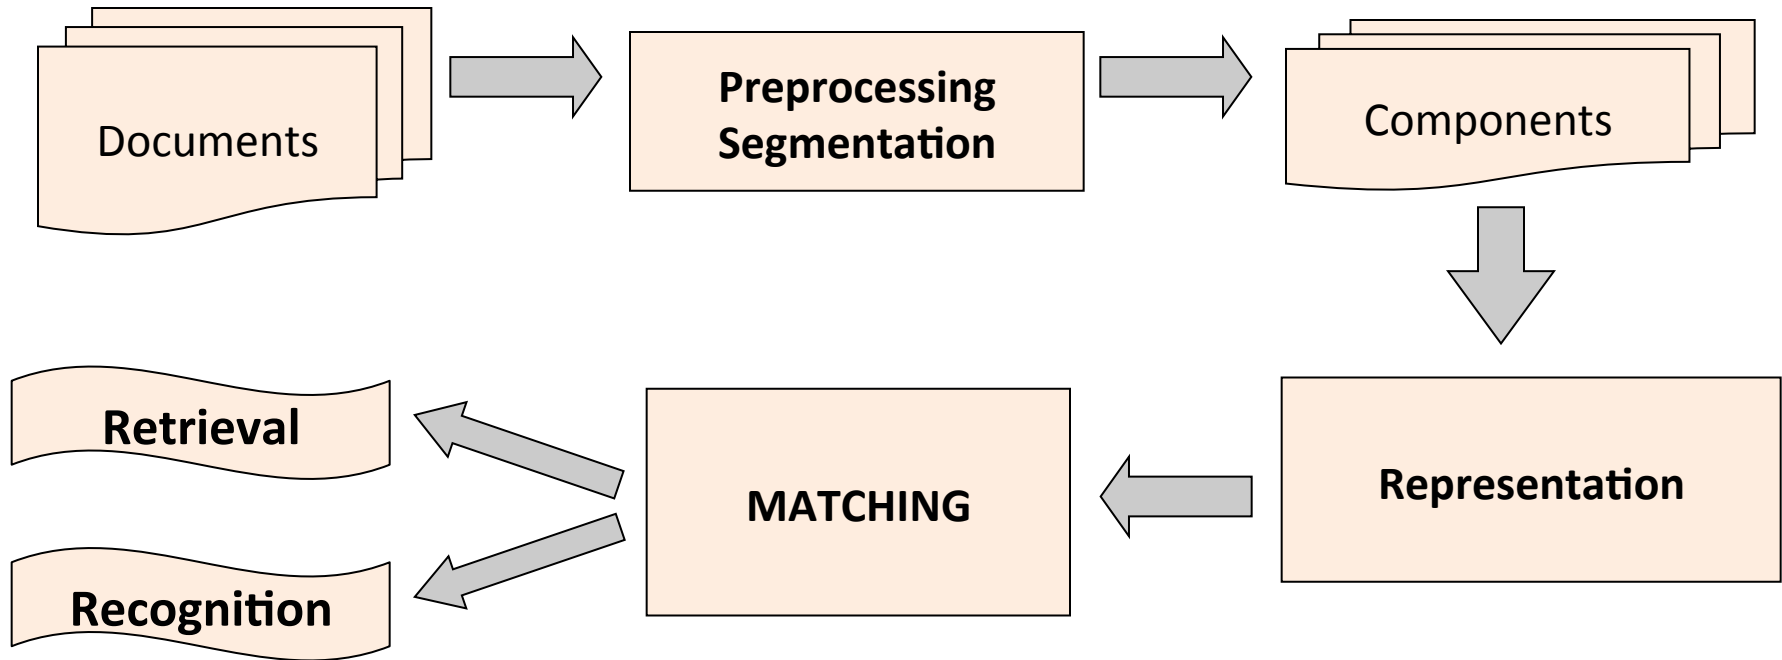 Documents
Preprocessing
Segmentation
Components
Representation
MATCHING
Retrieval
Recognition